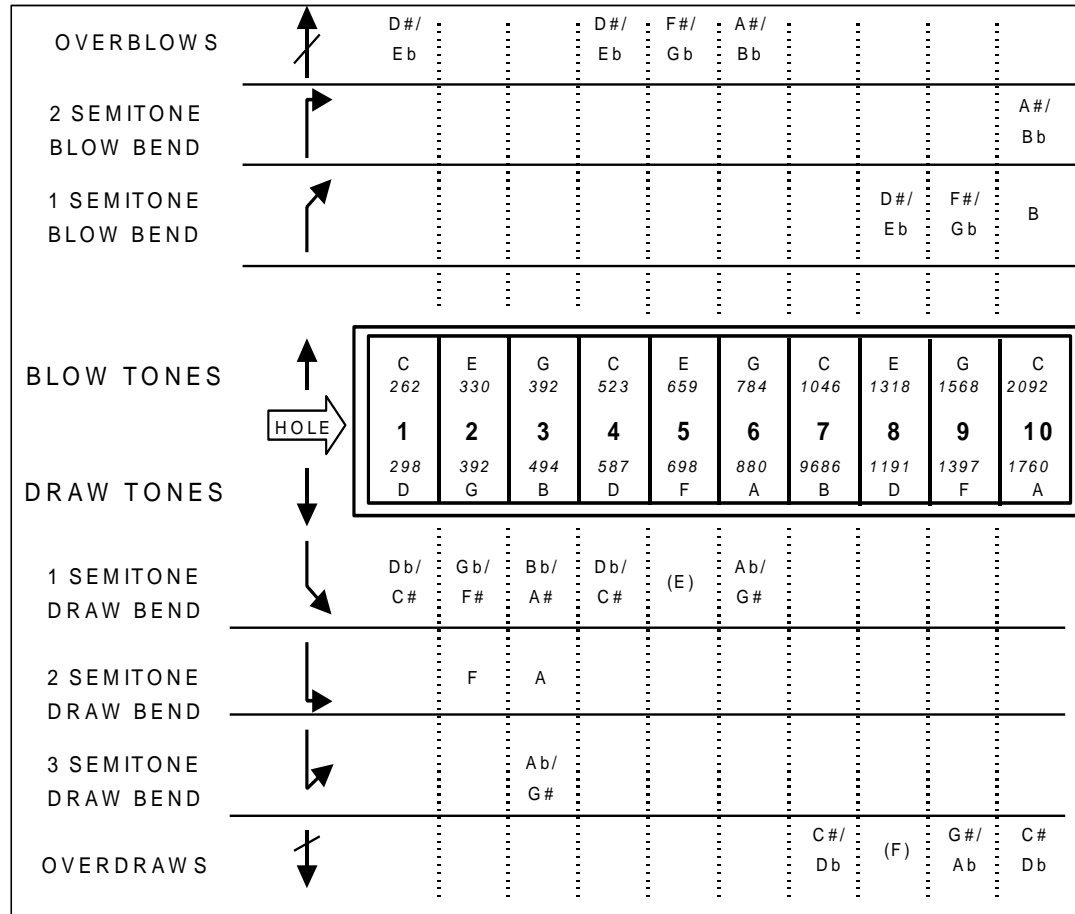 OVERBLOWS D#/ D#/ F#/ A#/
Eb Eb Gb Bb
2 SEMITONE A#/
BLOW BEND Bb
1 SEMITONE D#/ F#/ B
BLOW BEND Eb Gb
BLOW TONES C E G C E G C E G C
262 330 392 523 659 784 1046 1318 1568 2092
HOLE 1 2 3 4 5 6 7 8 9 10
298 392 494 587 698 880 9686 1191 1397 1760
DRAW TONES D G B D F A B D F A
1 SEMITONE Db/ Gb/ Bb/ Db/ (E) Ab/
DRAW BEND C# F# A# C# G#
2 SEMITONE F A
DRAW BEND
3 SEMITONE Ab/
DRAW BEND G#
OVERDRAWS C#/ (F) G#/ C#
Db Ab Db